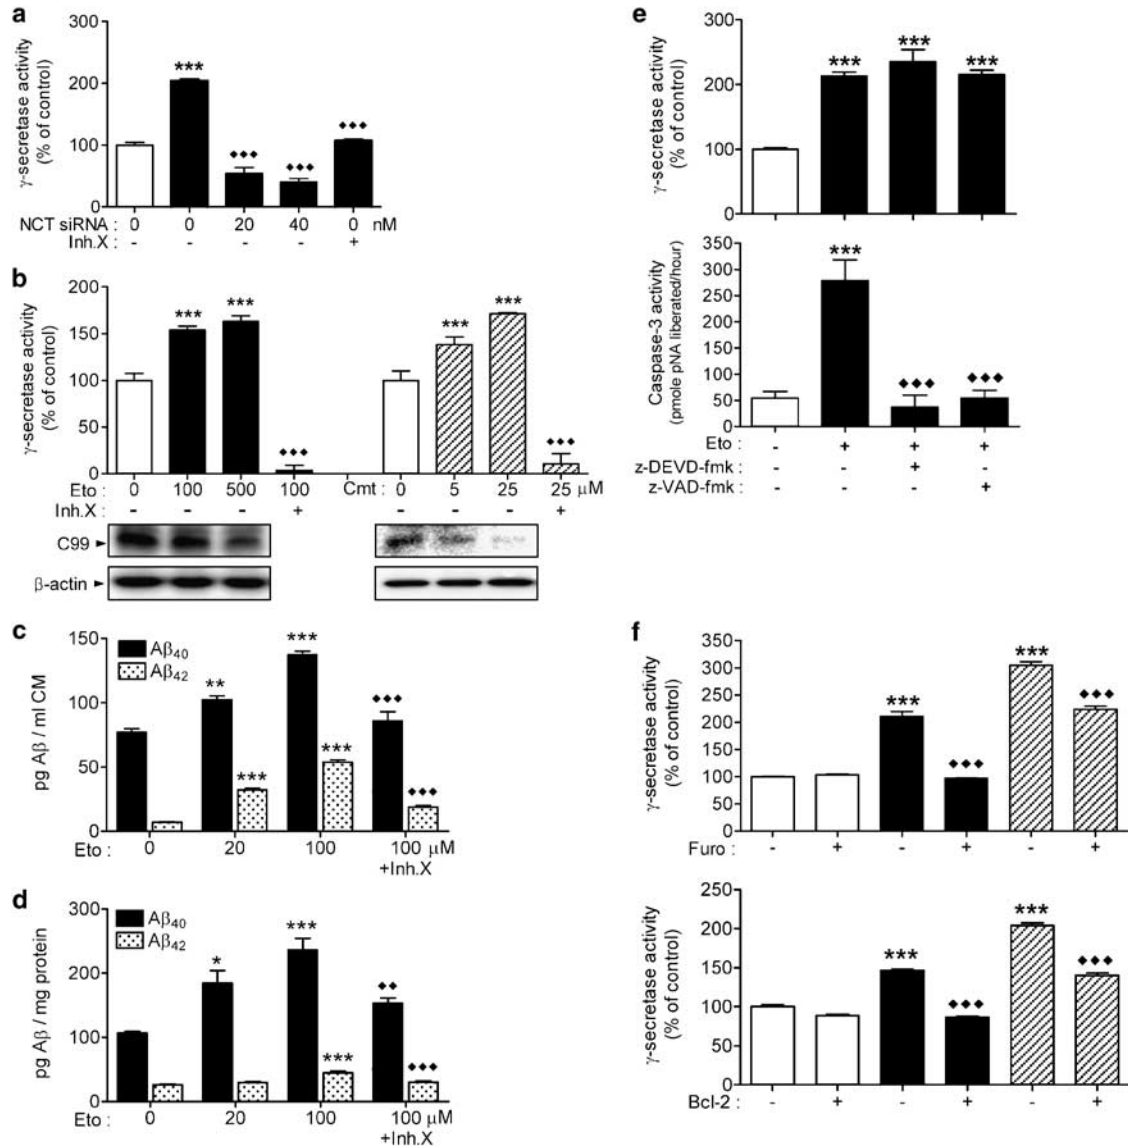 a
γ-secretase activity
(% of control)
300
200
100
0
***
♦♦♦
♦♦♦
♦♦♦
NCT siRNA : 0 0 20 40 0 nM
Inh.X : - - - - +
b
γ-secretase activity
(% of control)
200
150
100
50
0
***
***
♦♦♦
***
***
♦♦♦
Eto : 0 100 500 100 Cmt : 0 5 25 25 μM
Inh.X : - - - + - - - +
C99
β-actin
c
pg Aβ / ml CM
150
100
50
0
Aβ40
Aβ42
**
***
***
***
♦♦♦
♦♦♦
Eto : 0 20 100 100 μM
+Inh.X
d
pg Aβ / mg protein
300
200
100
0
Aβ40
Aβ42
*
***
***
♦♦
♦♦♦
Eto : 0 20 100 100 μM
+Inh.X
e
γ-secretase activity
(% of control)
300
200
100
0
***
***
***
Caspase-3 activity
(pmole pNA liberated/hour)
350
300
250
200
150
100
50
0
***
♦♦♦
♦♦♦
Eto : - + + +
z-DEVD-fmk : - - + -
z-VAD-fmk : - - - +
f
γ-secretase activity
(% of control)
350
300
250
200
150
100
50
0
***
♦♦♦
***
♦♦♦
Furo : - + - + - +
γ-secretase activity
(% of control)
250
200
150
100
50
0
***
♦♦♦
***
♦♦♦
Bcl-2 : - + - + - +